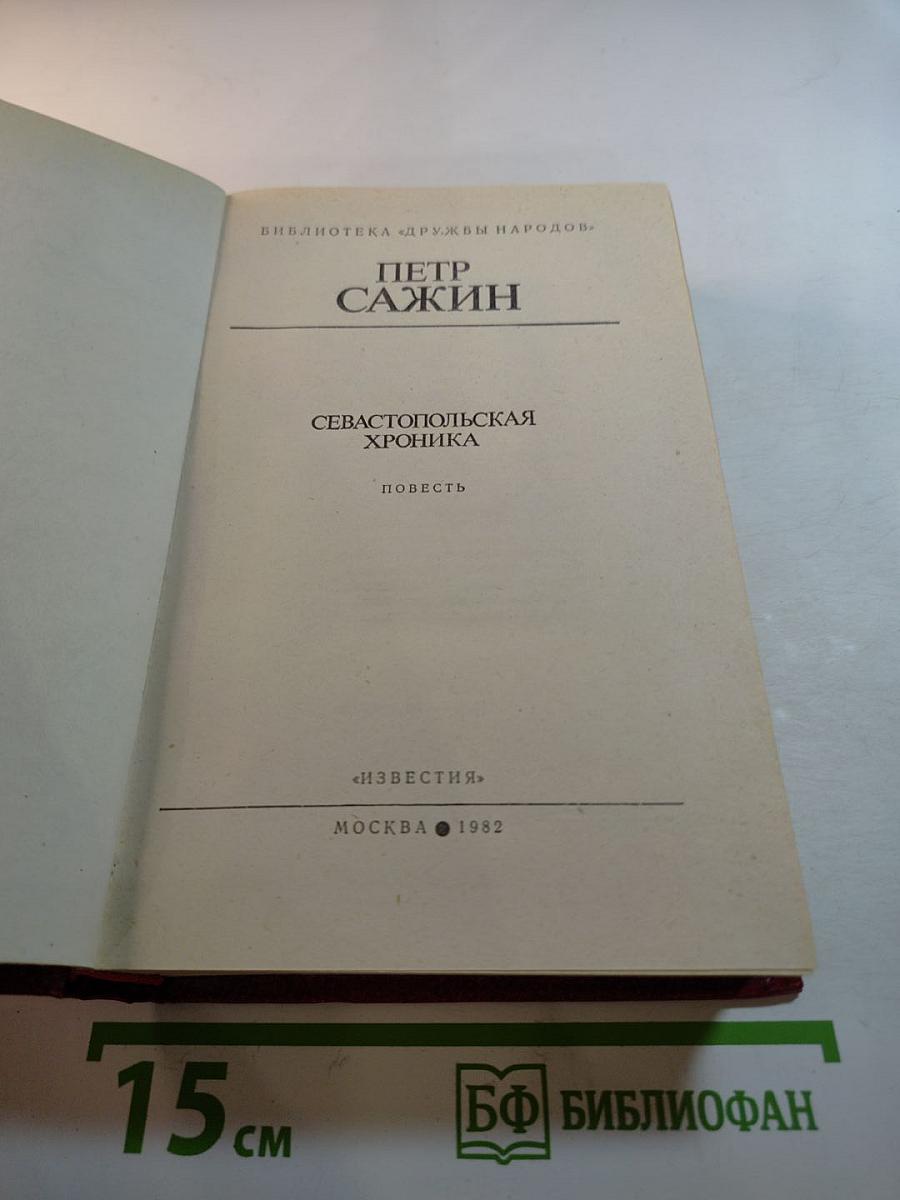 БИБЛИОТЕКА «ДРУЖБЫ НАРОДОВ»
ПЕТР
САЖИН
СЕВАСТОПОЛЬСКАЯ
ХРОНИКА
ПОВЕСТЬ
«ИЗВЕСТИЯ»
МОСКВА ● 1982
15 см
БФ БИБЛИОФАН